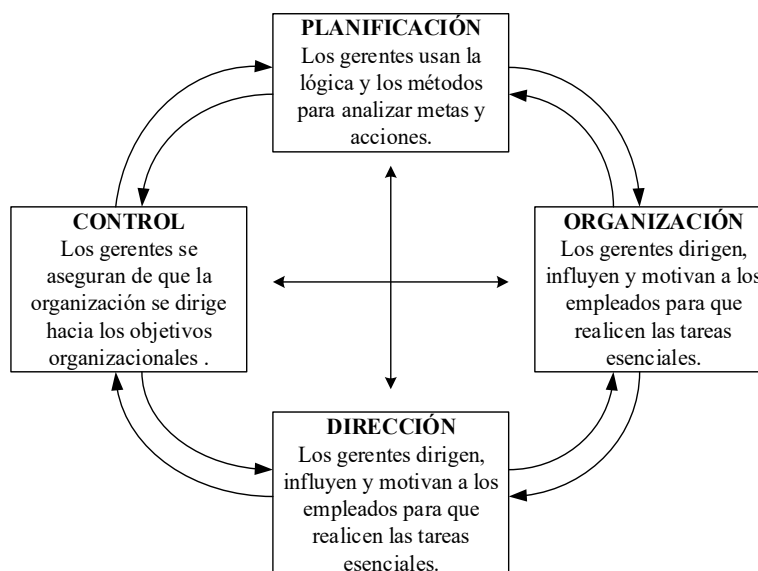 PLANIFICACIÓN
Los gerentes usan la
lógica y los métodos
para analizar metas y
acciones.
CONTROL
Los gerentes se
aseguran de que la
organización se dirige
hacia los objetivos
organizacionales .
ORGANIZACIÓN
Los gerentes dirigen,
influyen y motivan a los
empleados para que
realicen las tareas
esenciales.
DIRECCIÓN
Los gerentes dirigen,
influyen y motivan a los
empleados para que
realicen las tareas
esenciales.